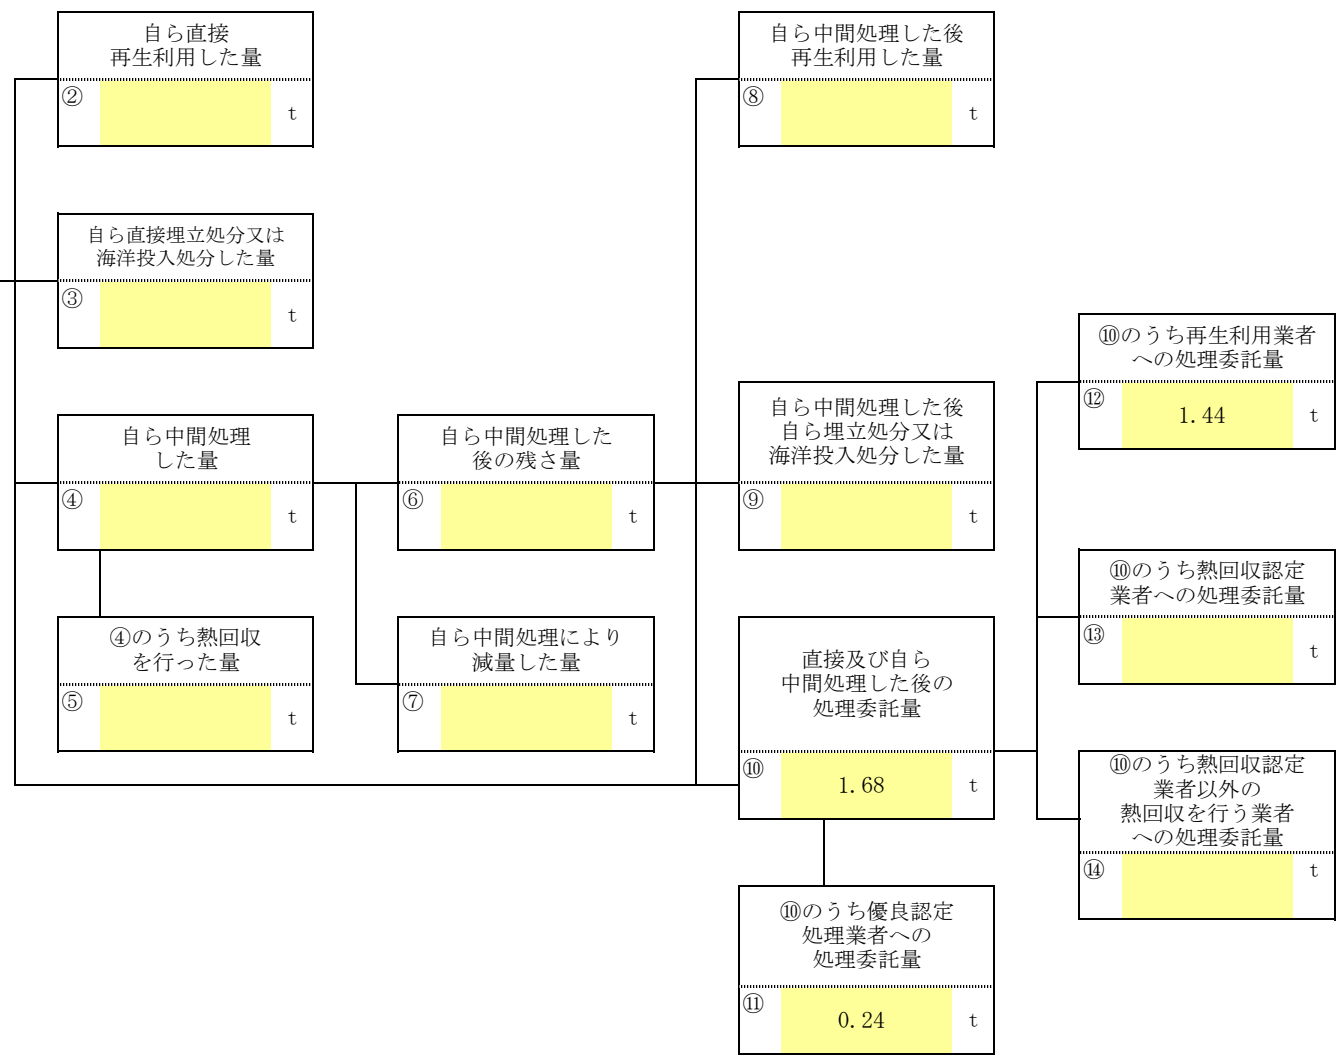 自ら直接
再生利用した量
②
t
自ら中間処理した後
再生利用した量
⑧
t
自ら直接埋立処分又は
海洋投入処分した量
③
t
⑩のうち再生利用業者
への処理委託量
⑫
1.44
t
自ら中間処理
した量
④
t
自ら中間処理した
後の残さ量
⑥
t
自ら中間処理した後
自ら埋立処分又は
海洋投入処分した量
⑨
t
⑩のうち熱回収認定
業者への処理委託量
⑬
t
④のうち熱回収
を行った量
⑤
t
自ら中間処理により
減量した量
⑦
t
直接及び自ら
中間処理した後の
処理委託量
⑩
1.68
t
⑩のうち熱回収認定
業者以外の
熱回収を行う業者
への処理委託量
⑭
t
⑩のうち優良認定
処理業者への
処理委託量
⑪
0.24
t